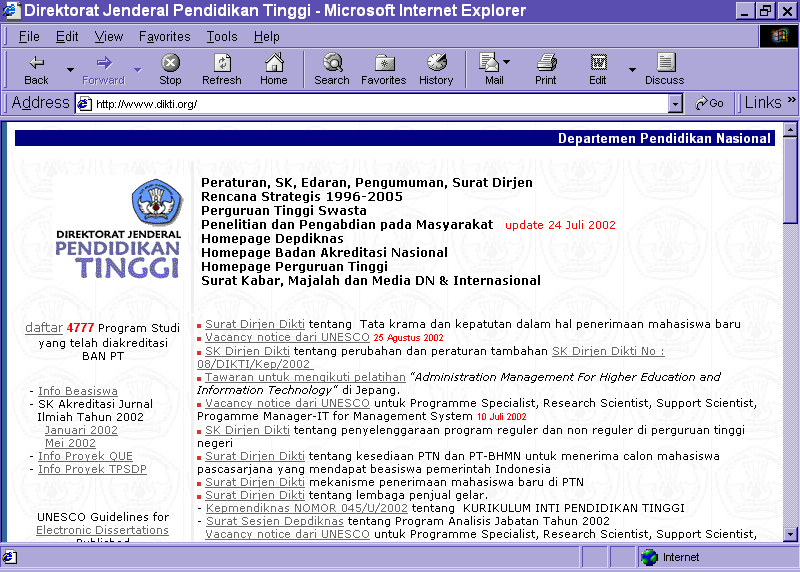 Direktorat Jenderal Pendidikan Tinggi - Microsoft Internet Explorer
File Edit View Favorites Tools Help
Back Forward Stop Refresh Home Search Favorites History Mail Print Edit Discuss
Address http://www.dikti.org/ Go Links »
Departemen Pendidikan Nasional
DIREKTORAT JENDERAL
PENDIDIKAN
TINGGI
daftar 4777 Program Studi
yang telah diakreditasi
BAN PT
- Info Beasiswa
- SK Akreditasi Jurnal
Ilmiah Tahun 2002
Januari 2002
Mei 2002
- Info Proyek QUE
- Info Proyek TPSDP
UNESCO Guidelines for
Electronic Dissertations
Published
Peraturan, SK, Edaran, Pengumuman, Surat Dirjen
Rencana Strategis 1996-2005
Perguruan Tinggi Swasta
Penelitian dan Pengabdian pada Masyarakat update 24 Juli 2002
Homepage Depdiknas
Homepage Badan Akreditasi Nasional
Homepage Perguruan Tinggi
Surat Kabar, Majalah dan Media DN & Internasional
Surat Dirjen Dikti tentang Tata krama dan kepatutan dalam hal penerimaan mahasiswa baru
Vacancy notice dari UNESCO 25 Agustus 2002
SK Dirjen Dikti tentang perubahan dan peraturan tambahan SK Dirjen Dikti No :
08/DIKTI/Kep/2002
Tawaran untuk mengikuti pelatihan "Administration Management For Higher Education and
Information Technology" di Jepang.
Vacancy notice dari UNESCO untuk Programme Specialist, Research Scientist, Support Scientist,
Progamme Manager-IT for Management System 10 Juli 2002
SK Dirjen Dikti tentang penyelenggaraan program reguler dan non reguler di perguruan tinggi
negeri
Surat Dirjen Dikti tentang kesediaan PTN dan PT-BHMN untuk menerima calon mahasiswa
pascasarjana yang mendapat beasiswa pemerintah Indonesia
Surat Dirjen Dikti mekanisme penerimaan mahasiswa baru di PTN
Surat Dirjen Dikti tentang lembaga penjual gelar.
- Kepmendiknas NOMOR 045/U/2002 tentang KURIKULUM INTI PENDIDIKAN TINGGI
- Surat Sesjen Depdiknas tentang Program Analisis Jabatan Tahun 2002
Vacancy notice dari UNESCO untuk Programme Specialist, Research Scientist, Support Scientist,
Internet